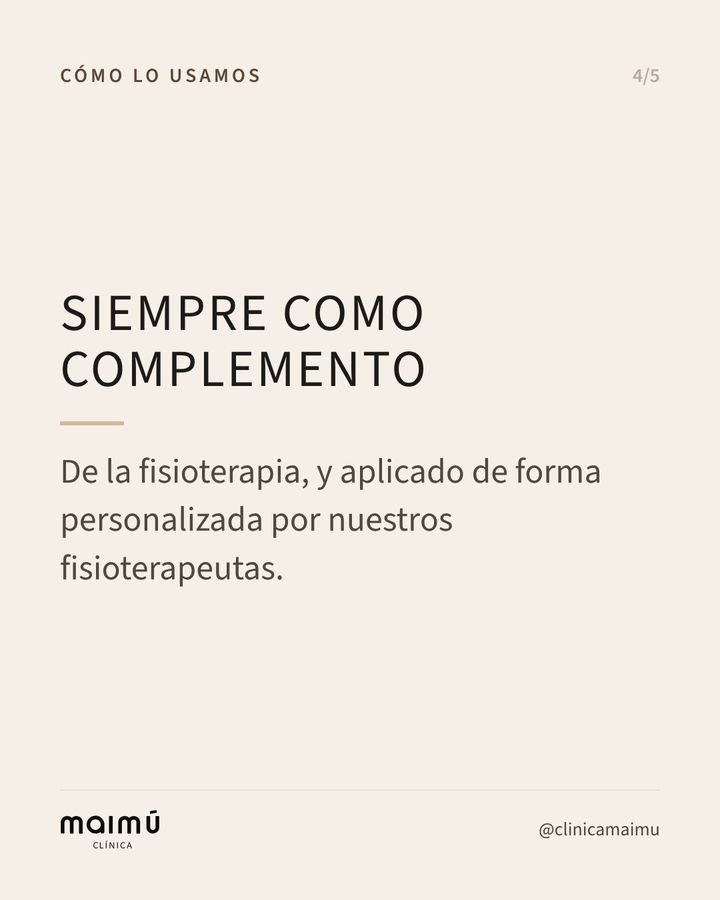 CÓMO LO USAMOS
4/5
SIEMPRE COMO
COMPLEMENTO
De la fisioterapia, y aplicado de forma
personalizada por nuestros
fisioterapeutas.
maimú
CLÍNICA
@clinicamaimu